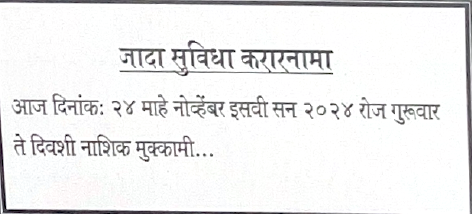 जादा सुविधा करारनामा
आज दिनांक: २४ माहे नोव्हेंबर इसवी सन २०२४ रोज गुरूवार
ते दिवशी नाशिक मुक्कामी...